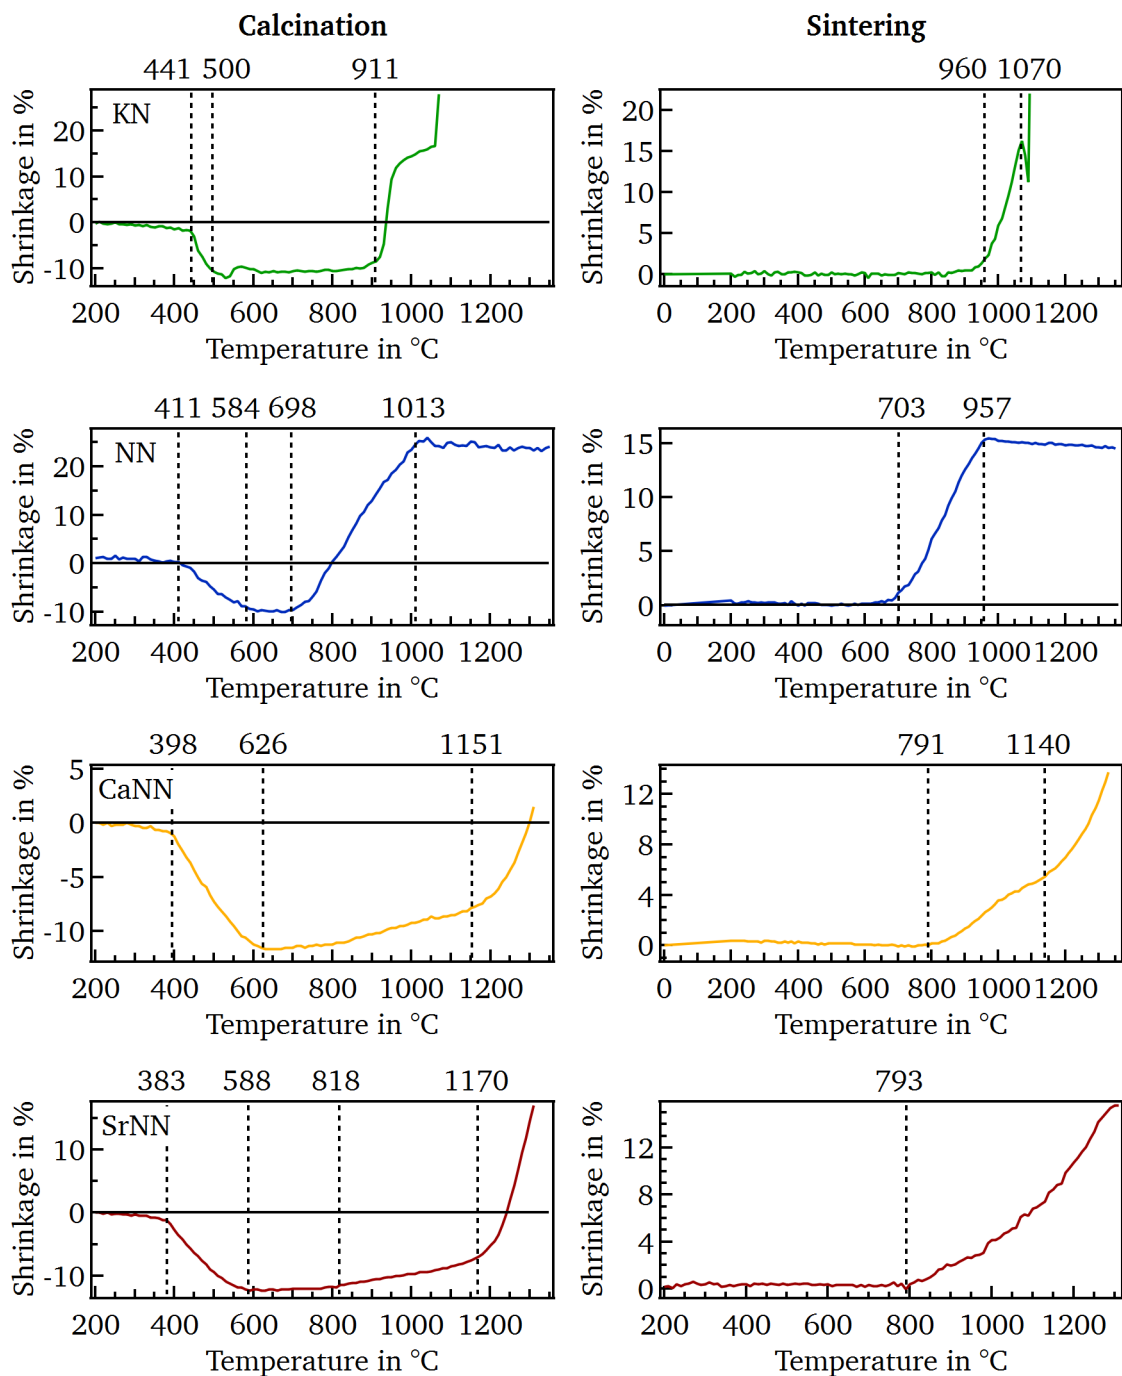 Calcination
Sintering
441 500 911
960 1070
KN
Shrinkage in %
20
10
0
-10
200 400 600 800 1000 1200
Temperature in °C
Shrinkage in %
20
15
10
5
0
0 200 400 600 800 1000 1200
Temperature in °C
411 584 698 1013
703 957
NN
Shrinkage in %
20
10
0
-10
200 400 600 800 1000 1200
Temperature in °C
Shrinkage in %
15
10
5
0
0 200 400 600 800 1000 1200
Temperature in °C
398 626 1151
791 1140
CaNN
Shrinkage in %
5
0
-5
-10
200 400 600 800 1000 1200
Temperature in °C
Shrinkage in %
12
8
4
0
0 200 400 600 800 1000 1200
Temperature in °C
383 588 818 1170
793
SrNN
Shrinkage in %
10
0
-10
200 400 600 800 1000 1200
Temperature in °C
Shrinkage in %
12
8
4
0
200 400 600 800 1000 1200
Temperature in °C